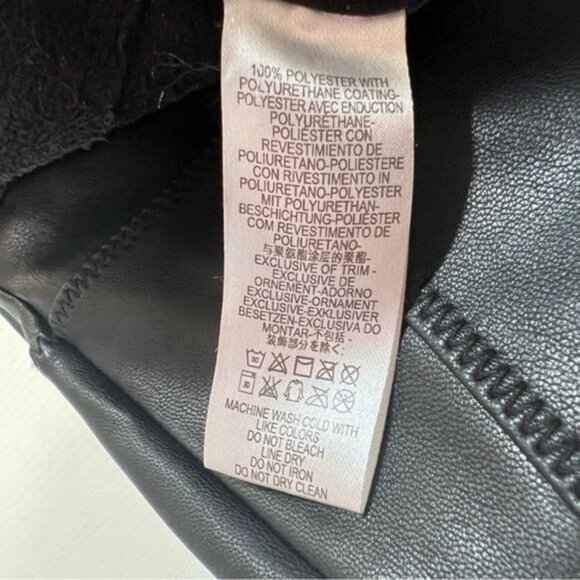 100% POLYESTER WITH
POLYURETHANE COATING-
POLYESTER AVEC ENDUCTION
POLYURÉTHANE-
POLIÉSTER CON
REVESTIMIENTO DE
POLIURETANO-POLIESTERE
CON RIVESTIMENTO IN
POLIURETANO-POLYESTER
MIT POLYURETHAN-
BESCHICHTUNG-POLIÉSTER
COM REVESTIMENTO DE
POLIURETANO-
与聚氨酯涂层的聚酯-
EXCLUSIVE OF TRIM -
EXCLUSIVE DE
ORNEMENTATION-ADORNO
EXCLUSIVE-ORNAMENT
EXCLUSIVE-EXKLUSIVER
BESETZEN-EXCLUSIVA DO
MONTAR-不包括 -
装飾部分を除く:
30
30
MACHINE WASH COLD WITH
LIKE COLORS
DO NOT BLEACH
LINE DRY
DO NOT IRON
DO NOT DRY CLEAN